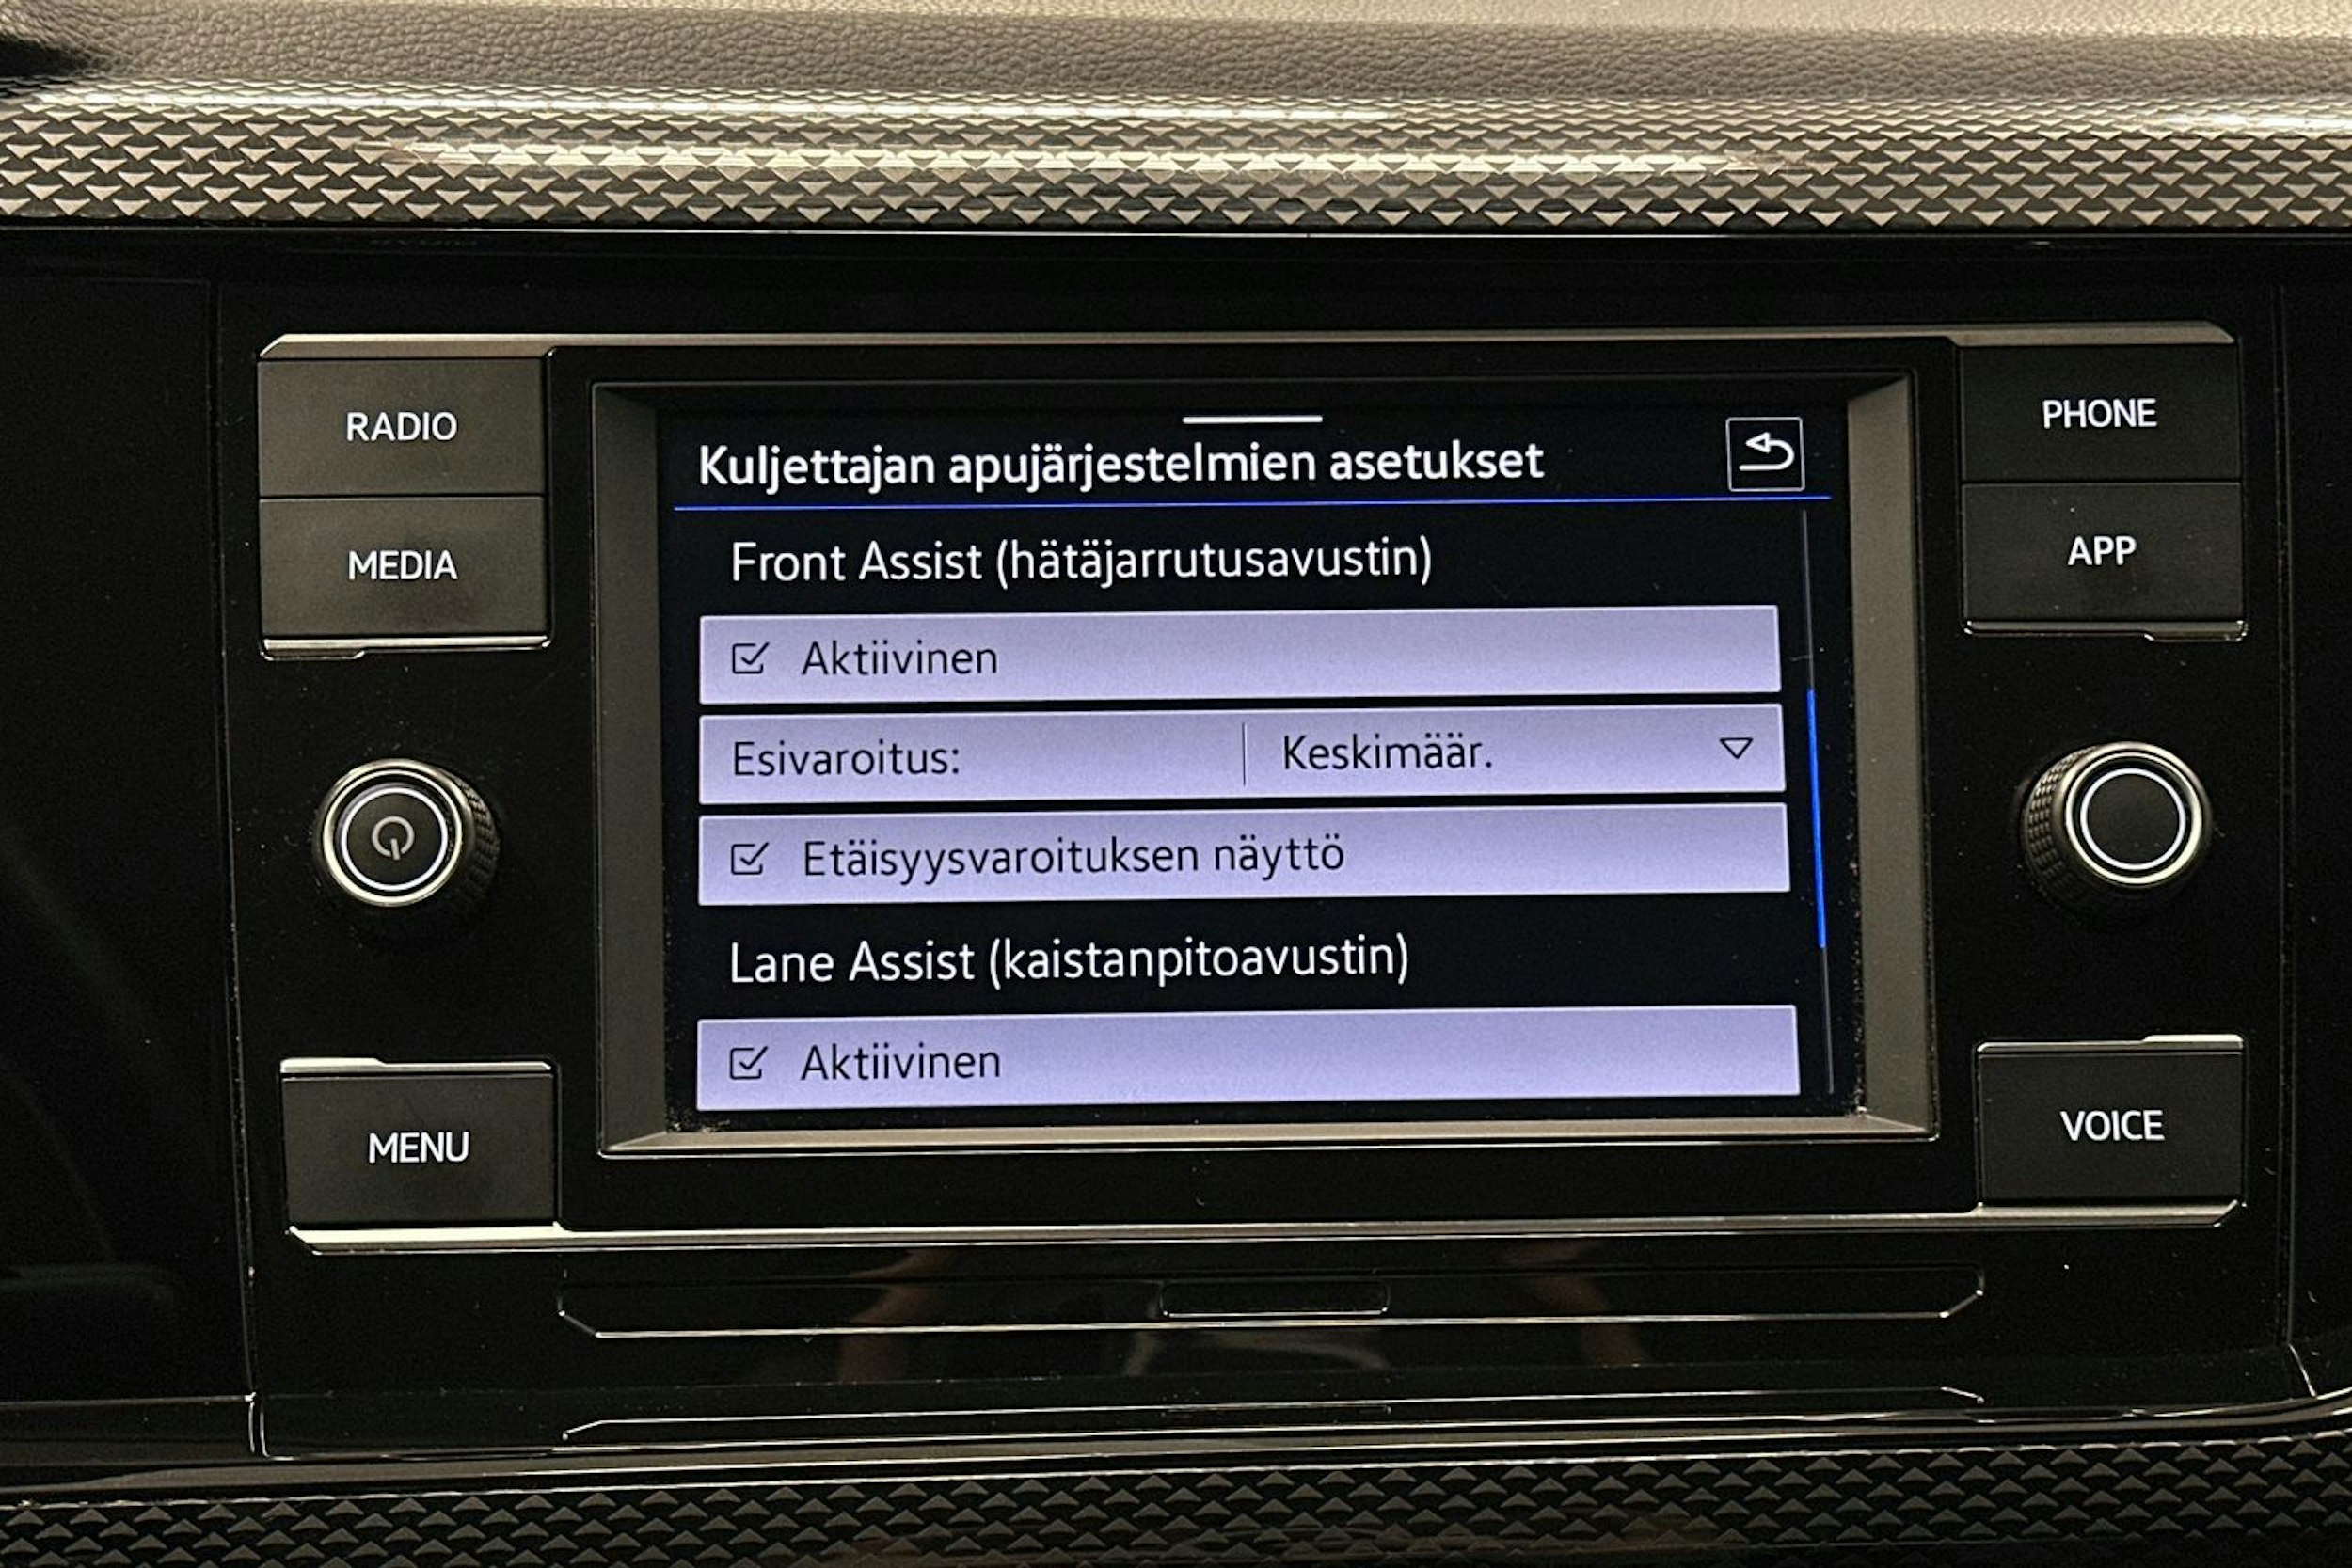 RADIO
MEDIA
MENU
Kuljettajan apujärjestelmien asetukset
Front Assist (hätäjarrutusavustin)
Aktiivinen
Esivaroitus: Keskimäär.
Etäisyysvaroituksen näyttö
Lane Assist (kaistanpitoavustin)
Aktiivinen
PHONE
APP
VOICE